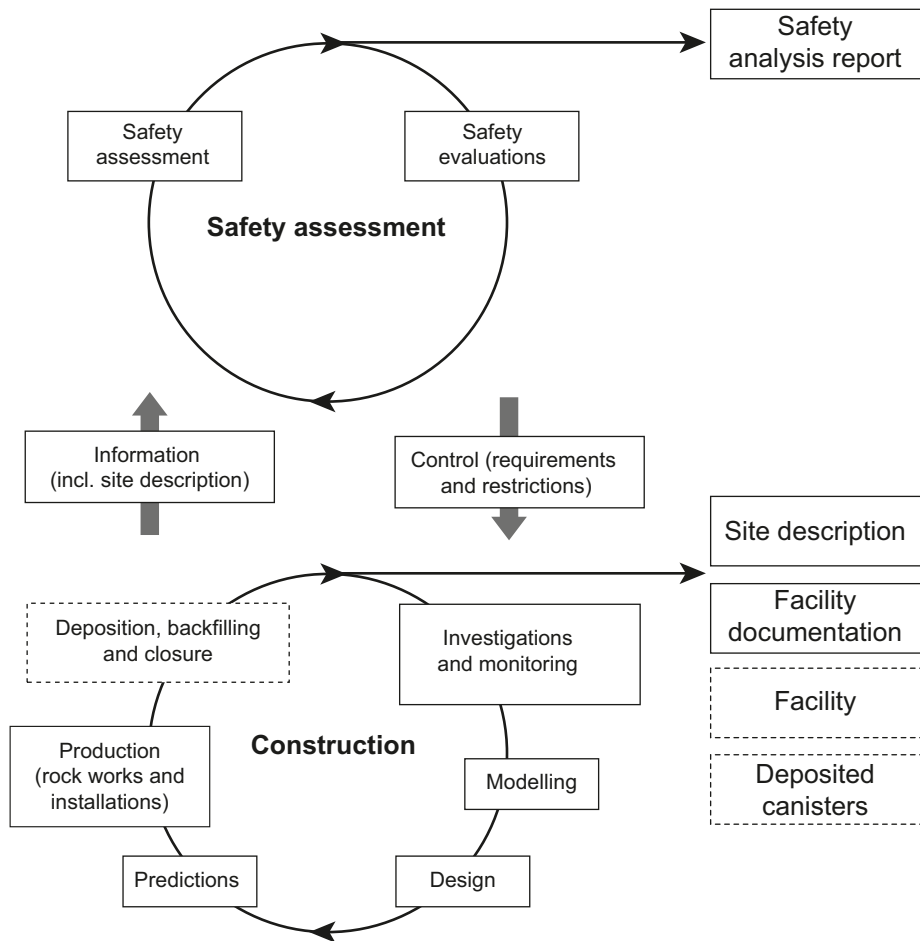 Safety
analysis report
Safety
assessment
Safety
evaluations
Safety assessment
Information
(incl. site description)
Control (requirements
and restrictions)
Site description
Facility
documentation
Facility
Deposited
canisters
Deposition, backfilling
and closure
Investigations
and monitoring
Construction
Production
(rock works and
installations)
Modelling
Predictions
Design